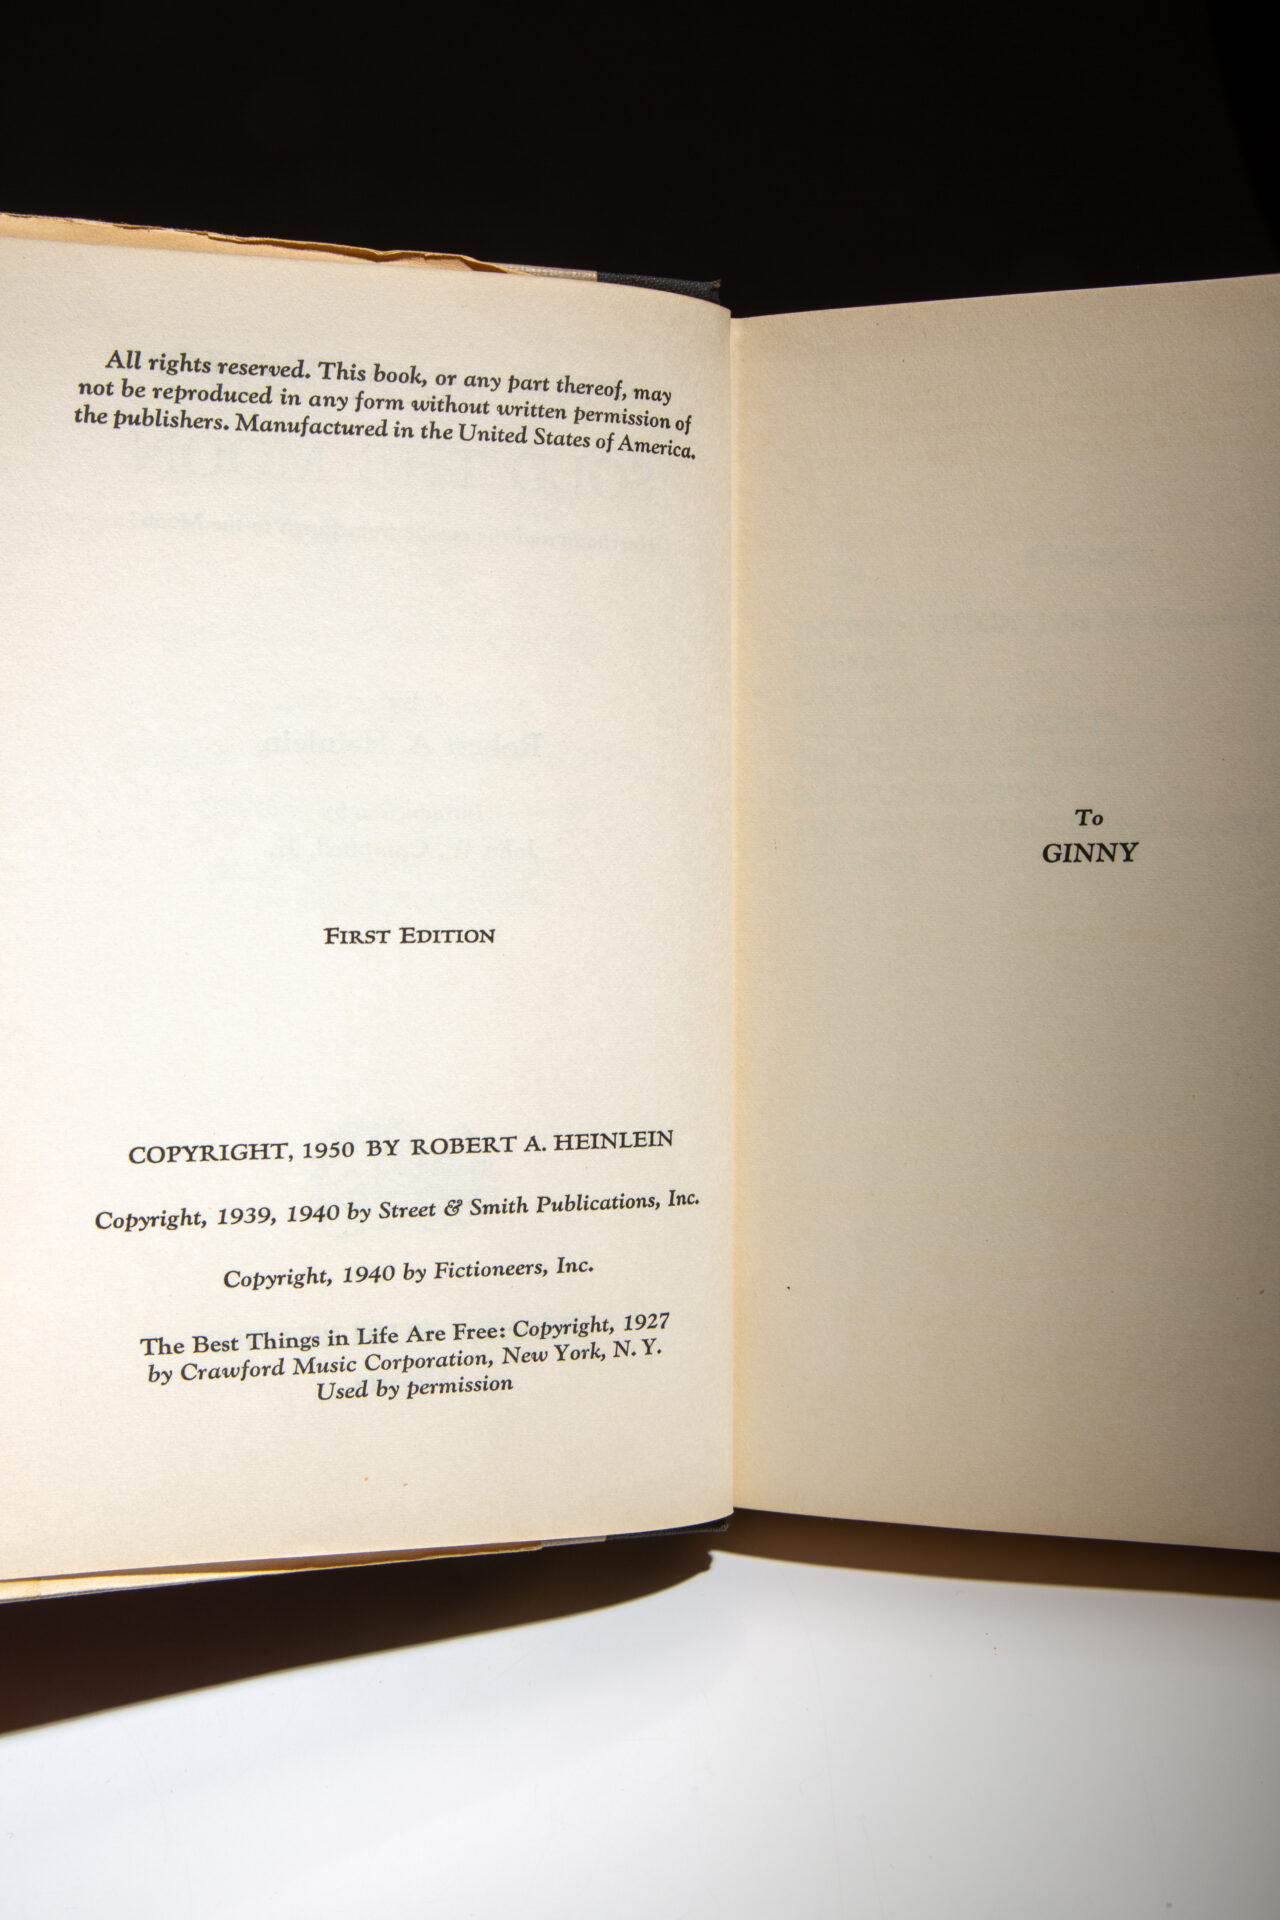 All rights reserved. This book, or any part thereof, may
not be reproduced in any form without written permission of
the publishers. Manufactured in the United States of America.
FIRST EDITION
COPYRIGHT, 1950 BY ROBERT A. HEINLEIN
Copyright, 1939, 1940 by Street & Smith Publications, Inc.
Copyright, 1940 by Fictioneers, Inc.
The Best Things in Life Are Free: Copyright, 1927
by Crawford Music Corporation, New York, N. Y.
Used by permission
To
GINNY